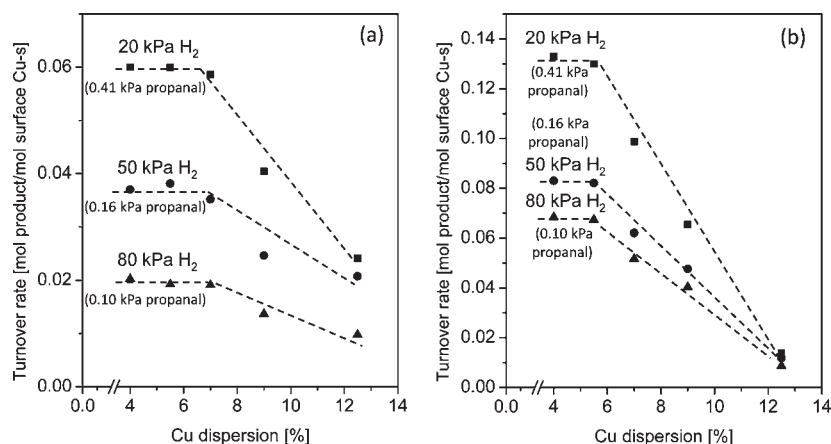 (a)
20 kPa H₂
(0.41 kPa propanal)
50 kPa H₂
(0.16 kPa propanal)
80 kPa H₂
(0.10 kPa propanal)
0.06
0.04
0.02
0.00
0.0 4 6 8 10 12 14
Cu dispersion [%]
Turnover rate [mol product/mol surface Cu-s]
(b)
20 kPa H₂
(0.41 kPa
propanal)
(0.16 kPa
propanal)
50 kPa H₂
80 kPa H₂
(0.10 kPa
propanal)
0.14
0.12
0.10
0.08
0.06
0.04
0.02
0.00
0.0 4 6 8 10 12 14
Cu dispersion [%]
Turnover rate [mol product/mol surface Cu-s]